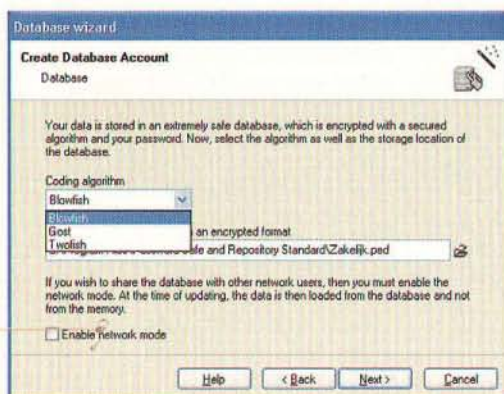 Database wizard
Create Database Account
Database
Your data is stored in an extremely safe database, which is encrypted with a secured
algorithm and your password. Now, select the algorithm as well as the storage location of
the database.
Coding algorithm
Blowfish
Blowfish
Gost
Twofish
an encrypted format
Safe and Repository Standard\Zakelijk.psd
If you wish to share the database with other network users, then you must enable the
network mode. At the time of updating, the data is then loaded from the database and not
from the memory.
Enable network mode
Help
< Back
Next >
Cancel